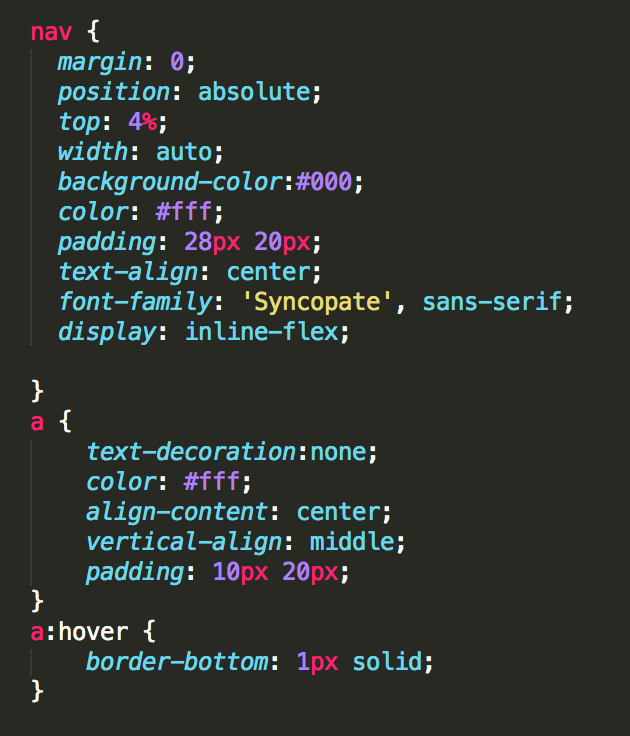 nav {
  margin: 0;
  position: absolute;
  top: 4%;
  width: auto;
  background-color:#000;
  color: #fff;
  padding: 28px 20px;
  text-align: center;
  font-family: 'Syncopate', sans-serif;
  display: inline-flex;

}
a {
    text-decoration:none;
    color: #fff;
    align-content: center;
    vertical-align: middle;
    padding: 10px 20px;
}
a:hover {
    border-bottom: 1px solid;
}